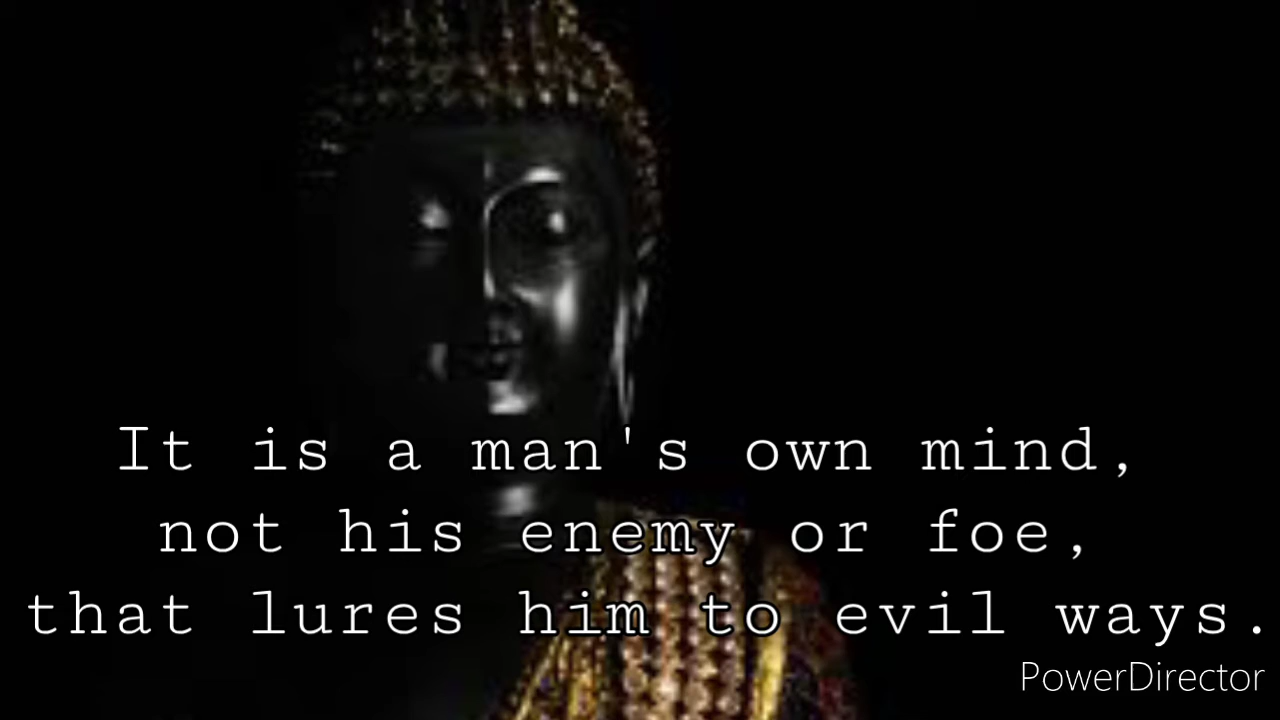 It is a man's own mind,
not his enemy or foe,
that lures him to evil ways.
PowerDirector